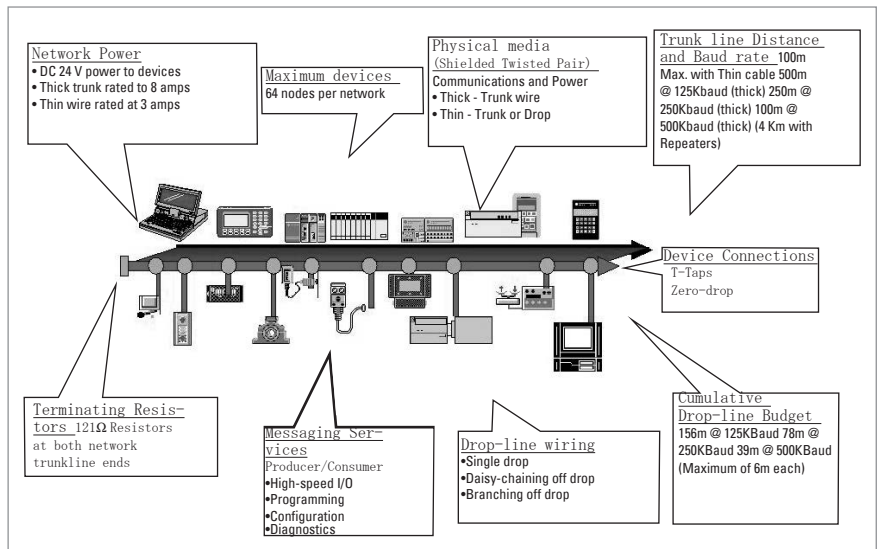 Network Power
• DC 24 V power to devices
• Thick trunk rated to 8 amps
• Thin wire rated at 3 amps
Maximum devices
64 nodes per network
Physical media
(Shielded Twisted Pair)
Communications and Power
• Thick - Trunk wire
• Thin - Trunk or Drop
Trunk line Distance
and Baud rate 100m
Max. with Thin cable 500m
@ 125Kbaud (thick) 250m @
250Kbaud (thick) 100m @
500Kbaud (thick) (4 Km with
Repeaters)
Device Connections
T-Taps
Zero-drop
Terminating Resis-
tors 121Ω Resistors
at both network
trunkline ends
Messaging Ser-
vices
Producer/Consumer
•High-speed I/O
•Programming
•Configuration
•Diagnostics
Drop-line wiring
•Single drop
•Daisy-chaining off drop
•Branching off drop
Cumulative
Drop-line Budget
156m @ 125KBaud 78m @
250KBaud 39m @ 500KBaud
(Maximum of 6m each)